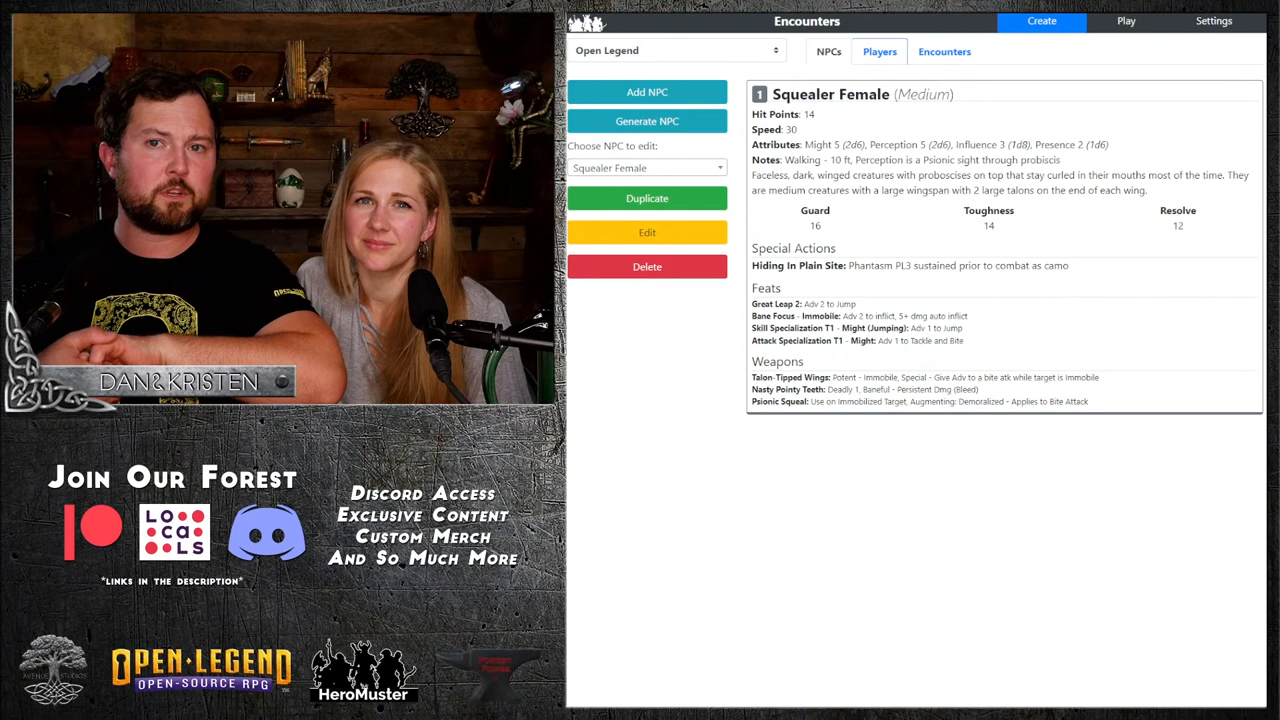 DAN & KRISTEN
JOIN OUR FOREST
LOcaLS
DISCORD ACCESS
EXCLUSIVE CONTENT
CUSTOM MERCH
AND SO MUCH MORE
*LINKS IN THE DESCRIPTION*
OPEN LEGEND
OPEN-SOURCE RPG
HeroMuster
Encounters
Create
Play
Settings
Open Legend
NPCs
Players
Encounters
Add NPC
Generate NPC
Choose NPC to edit:
Squealer Female
Duplicate
Edit
Delete
1 Squealer Female (Medium)
Hit Points: 14
Speed: 30
Attributes: Might 5 (2d6), Perception 5 (2d6), Influence 3 (1d8), Presence 2 (1d6)
Notes: Walking - 10 ft, Perception is a Psionic sight through probiscis
Faceless, dark, winged creatures with proboscises on top that stay curled in their mouths most of the time. They
are medium creatures with a large wingspan with 2 large talons on the end of each wing.
Guard Toughness Resolve
16 14 12
Special Actions
Hiding In Plain Site: Phantasm PL3 sustained prior to combat as camo
Feats
Great Leap 2: Adv 2 to Jump
Bane Focus - Immobile: Adv 2 to inflict, 5+ dmg auto inflict
Skill Specialization T1 - Might (Jumping): Adv 1 to Jump
Attack Specialization T1 - Might: Adv 1 to Tackle and Bite
Weapons
Talon-Tipped Wings: Potent - Immobile, Special - Give Adv to a bite atk while target is Immobile
Nasty Pointy Teeth: Deadly 1, Baneful - Persistent Dmg (Bleed)
Psionic Squeal: Use on Immobilized Target, Augmenting: Demoralized - Applies to Bite Attack